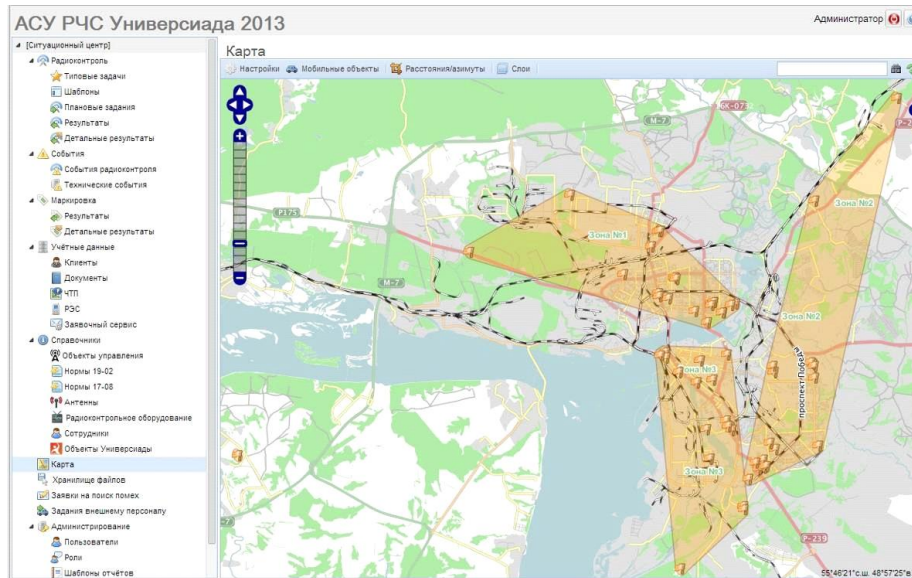 АСУ РЧС Универсиада 2013
Администратор
[Ситуационный центр]
Радиоконтроль
Типовые задачи
Шаблоны
Плановые задания
Результаты
Детальные результаты
События
События радиоконтроля
Технические события
Маркировка
Результаты
Детальные результаты
Учётные данные
Клиенты
Документы
ЧТП
РЭС
Заявочный сервис
Справочники
Объекты управления
Нормы 19-02
Нормы 17-08
Антенны
Радиоконтрольное оборудование
Сотрудники
Объекты Универсиады
Карта
Хранилище файлов
Заявки на поиск помех
Задания внешнему персоналу
Администрирование
Пользователи
Роли
Шаблоны отчётов
Карта
Настройки Мобильные объекты Расстояния/азимуты Слои
М-7
Р175
Зона №2
Зона №1
М-7
Зона №2
проспект Победы
Зона №3
Зона №3
Р-239
55°46'21"с.ш. 48°57'25"в